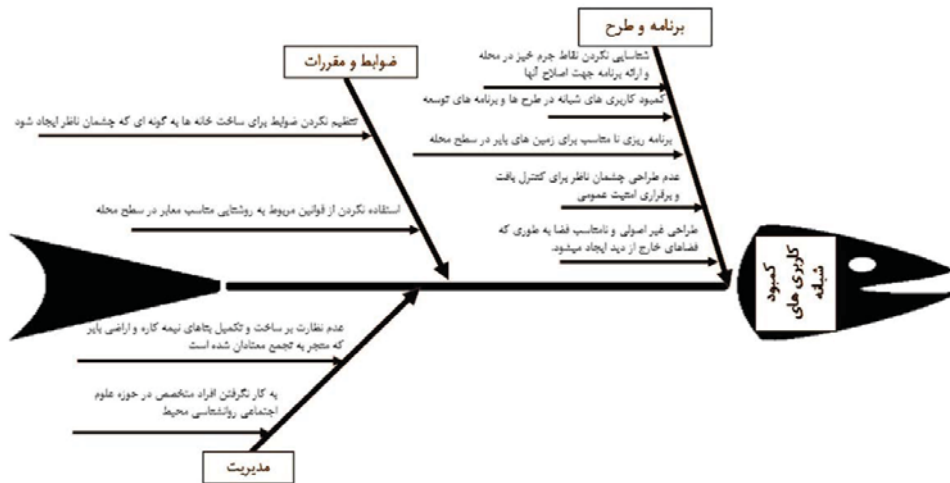 برنامه و طرح
شناسایی نگردن نقاط جرم خیز در محله
و ارائه برنامه جهت اصلاح آنها
کمبود کاربری های شبانه در طرح ها و برنامه های توسعه
برنامه ریزی نا متاسب برای زمین های بایر در سطح محله
عدم طراحی چشمان ناظر برای کنترل بافت
و برقراری امنیت عمومی
طراحی غیر اصولی و نامتاسب فضا به طوری که
فضاهای خارج از دید ایجاد میشود.
ضوابط و مقررات
تنظیم نگردن ضوابط برای ساخت خانه ها به گونه ای که چشمان ناظر ایجاد شود
استفاده نگردن از قوانین مربوط به روشنایی متاسب معابر در سطح محله
کمبود
کاربری های
شبانه
عدم نظارت بر ساخت و تکمیل بناهای نیمه کاره و اراضی بایر
که منجر به تجمع معتادان شده است
به کار نگرفتن افراد متخصص در حوزه علوم
اجتماعی روانشناسی محیط
مدیریت